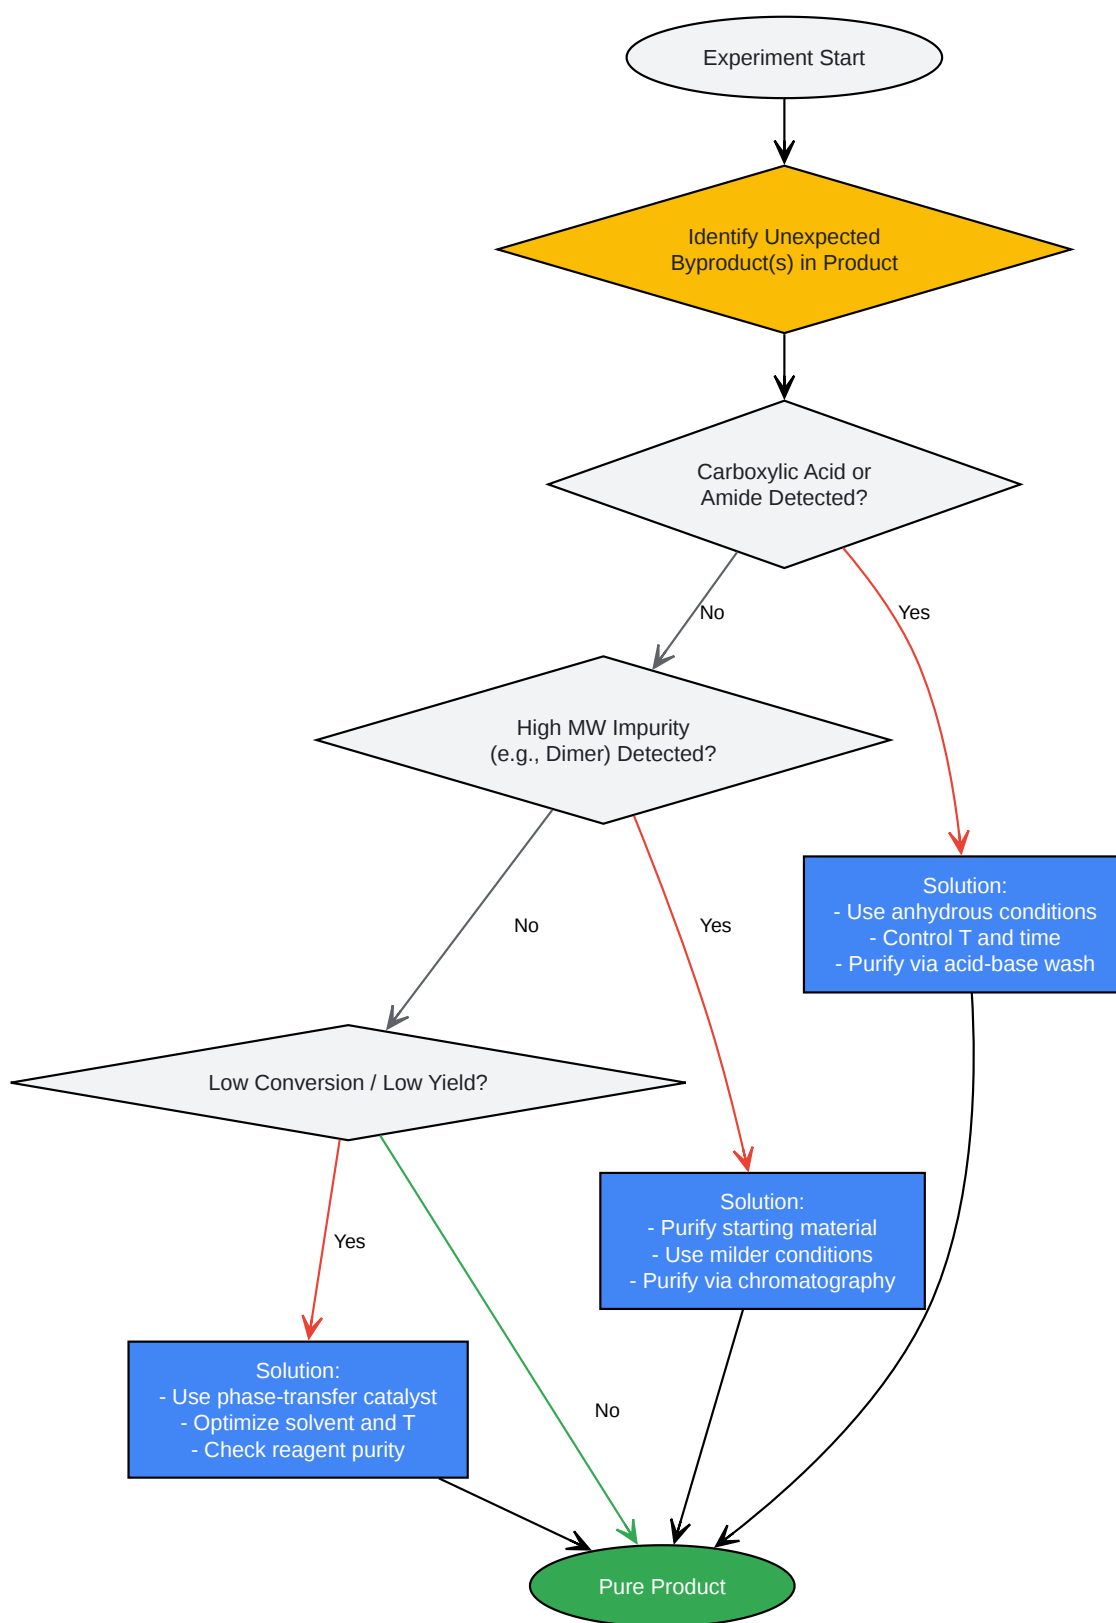 Experiment Start
Identify Unexpected
Byproduct(s) in Product
Carboxylic Acid or
Amide Detected?
No
Yes
High MW Impurity
(e.g., Dimer) Detected?
No
Yes
Solution:
- Use anhydrous conditions
- Control T and time
- Purify via acid-base wash
Low Conversion / Low Yield?
Yes
No
Solution:
- Purify starting material
- Use milder conditions
- Purify via chromatography
Solution:
- Use phase-transfer catalyst
- Optimize solvent and T
- Check reagent purity
Pure Product